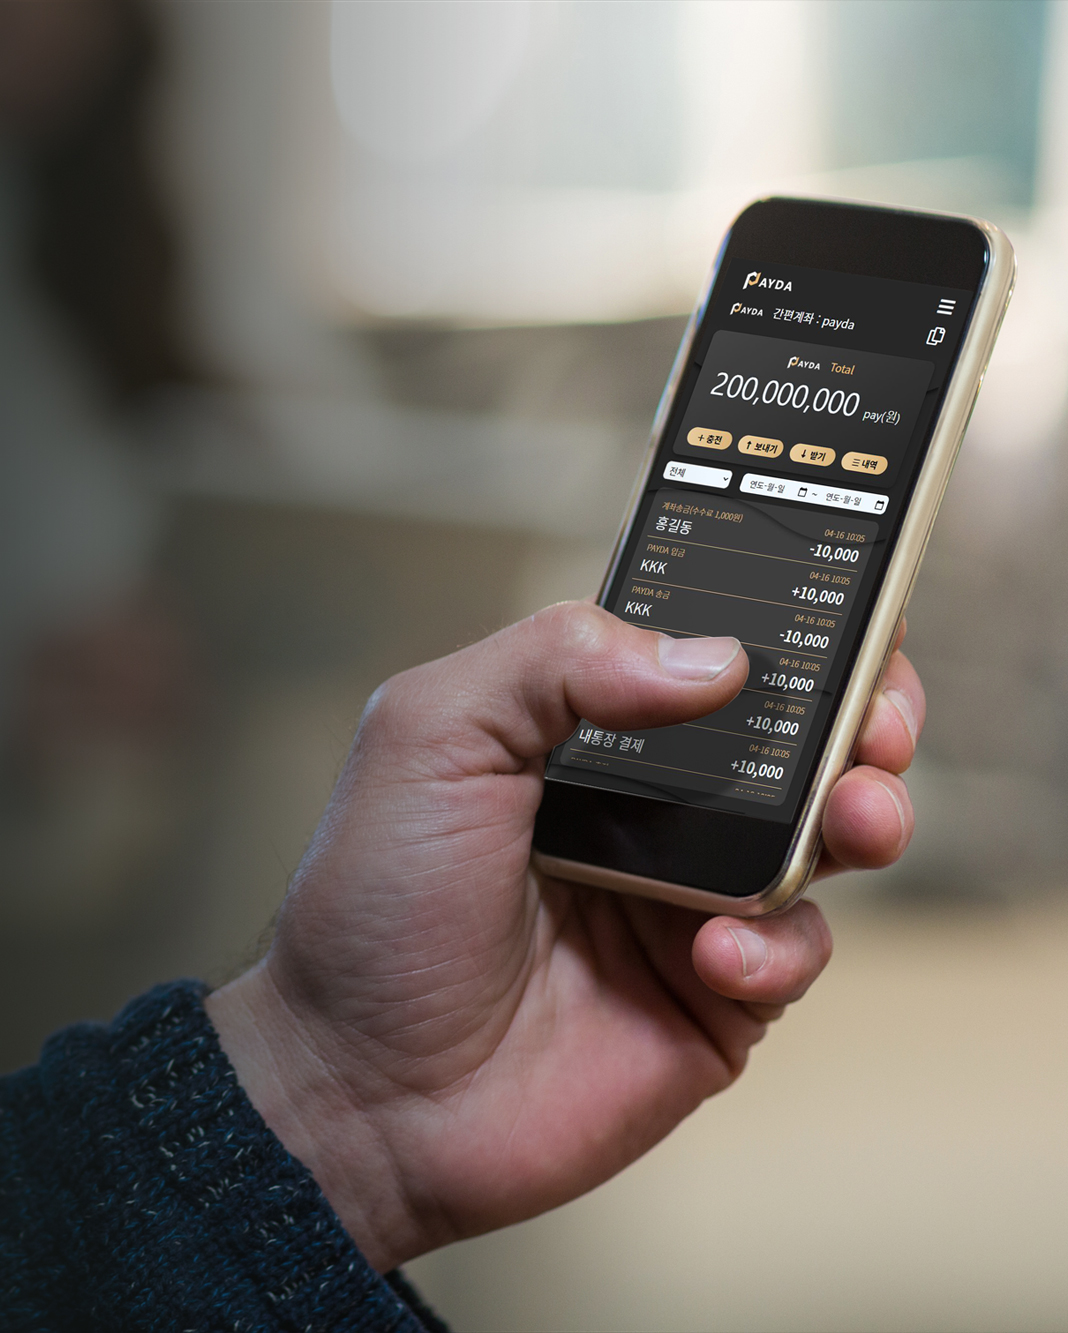 PAYDA
PAYDA 간편계좌 : payda
PAYDA Total
200,000,000 pay(원)
+ 충전 ↑ 보내기 ↓ 받기 내역
전체 연도-월-일 ~ 연도-월-일
계좌송금(수수료 1,000원) 04-16 10:05
홍길동 -10,000
PAYDA 입금 04-16 10:05
KKK +10,000
PAYDA 송금 04-16 10:05
KKK -10,000
04-16 10:05
+10,000
04-16 10:05
+10,000
04-16 10:05
내통장 결제 +10,000